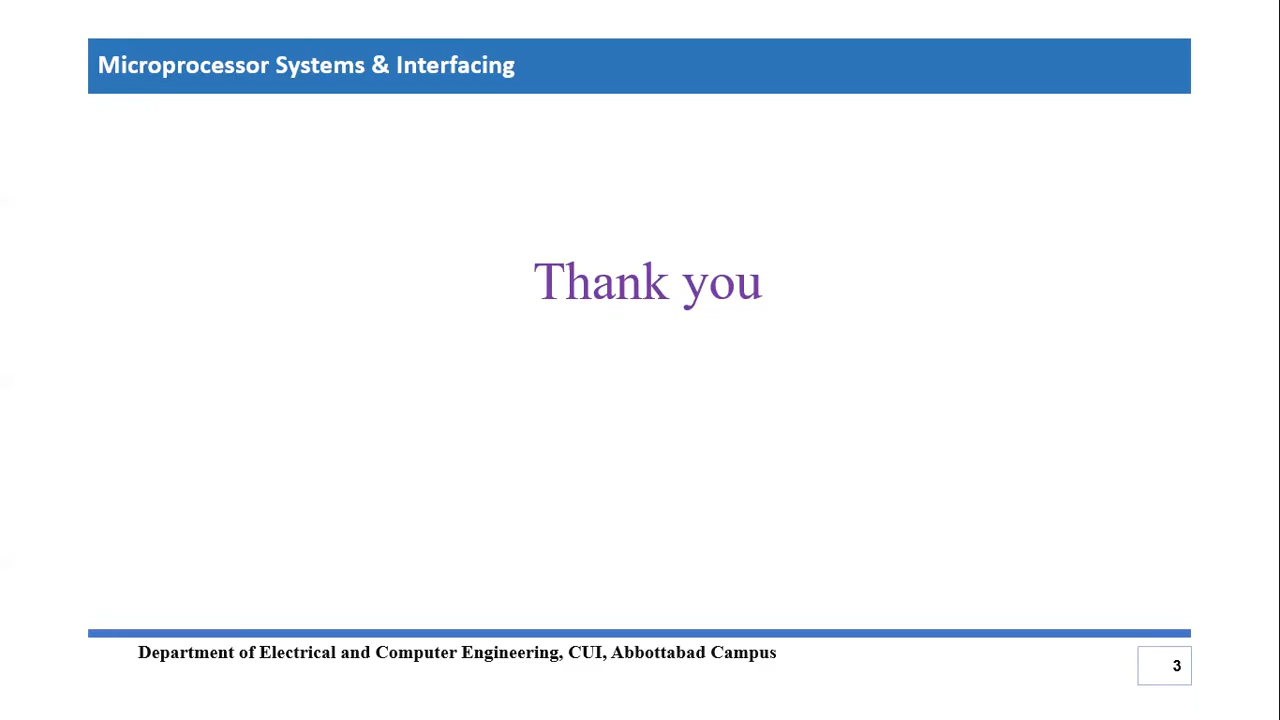 Microprocessor Systems & Interfacing
Thank you
Department of Electrical and Computer Engineering, CUI, Abbottabad Campus
3